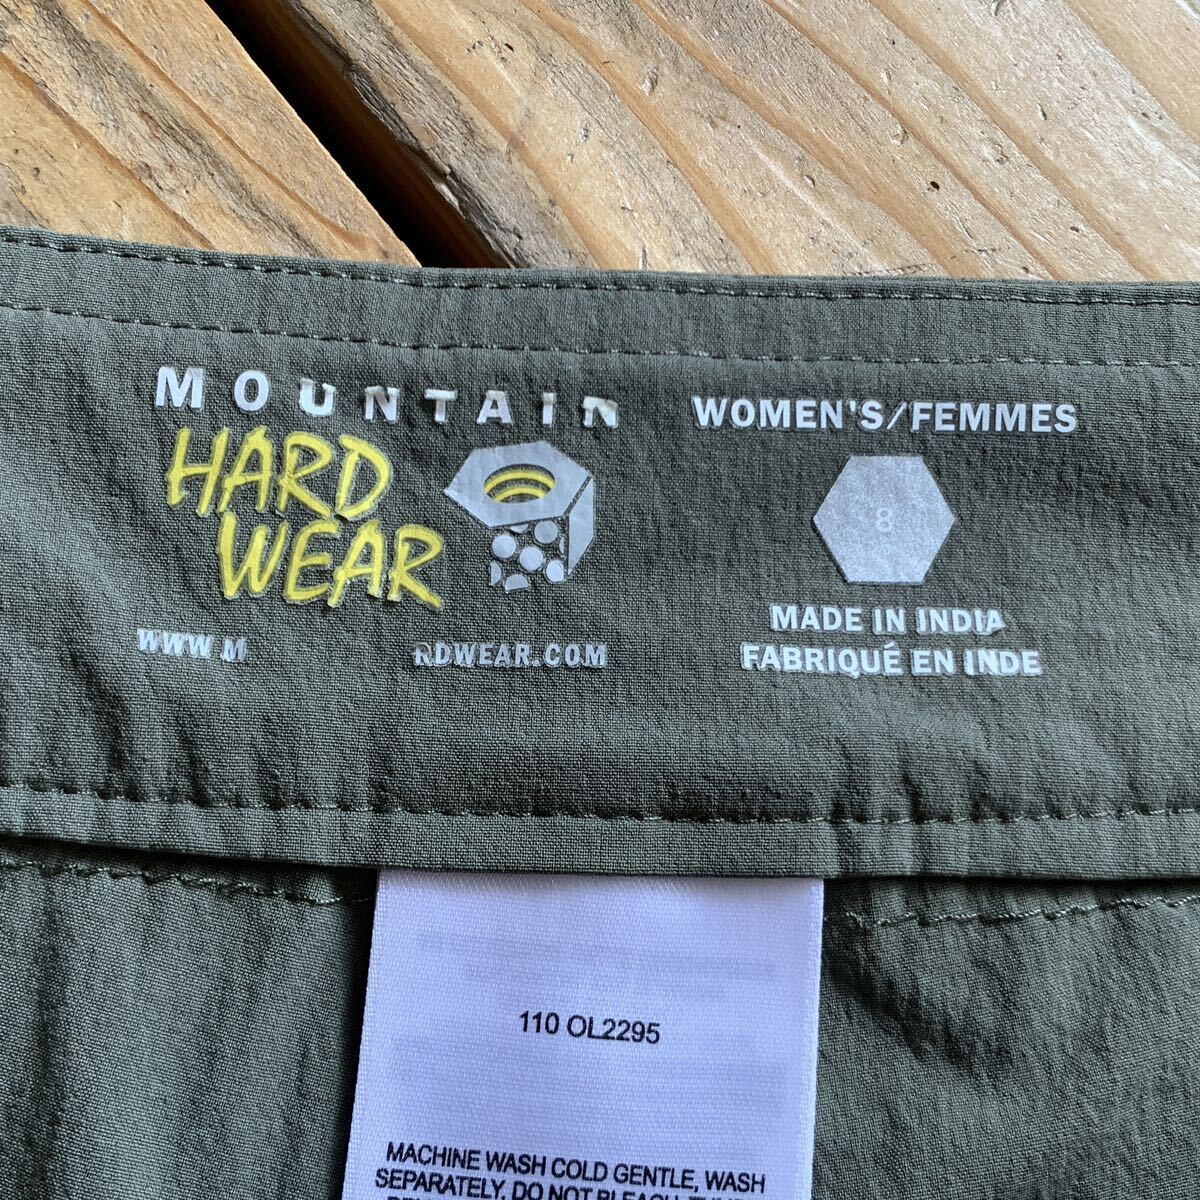 MOUNTAIN
HARD
WEAR
WWW M RDWEAR.COM
WOMEN'S/FEMMES
8
MADE IN INDIA
FABRIQUÉ EN INDE
110 OL2295
MACHINE WASH COLD GENTLE, WASH
SEPARATELY, DO NOT BLEACH,